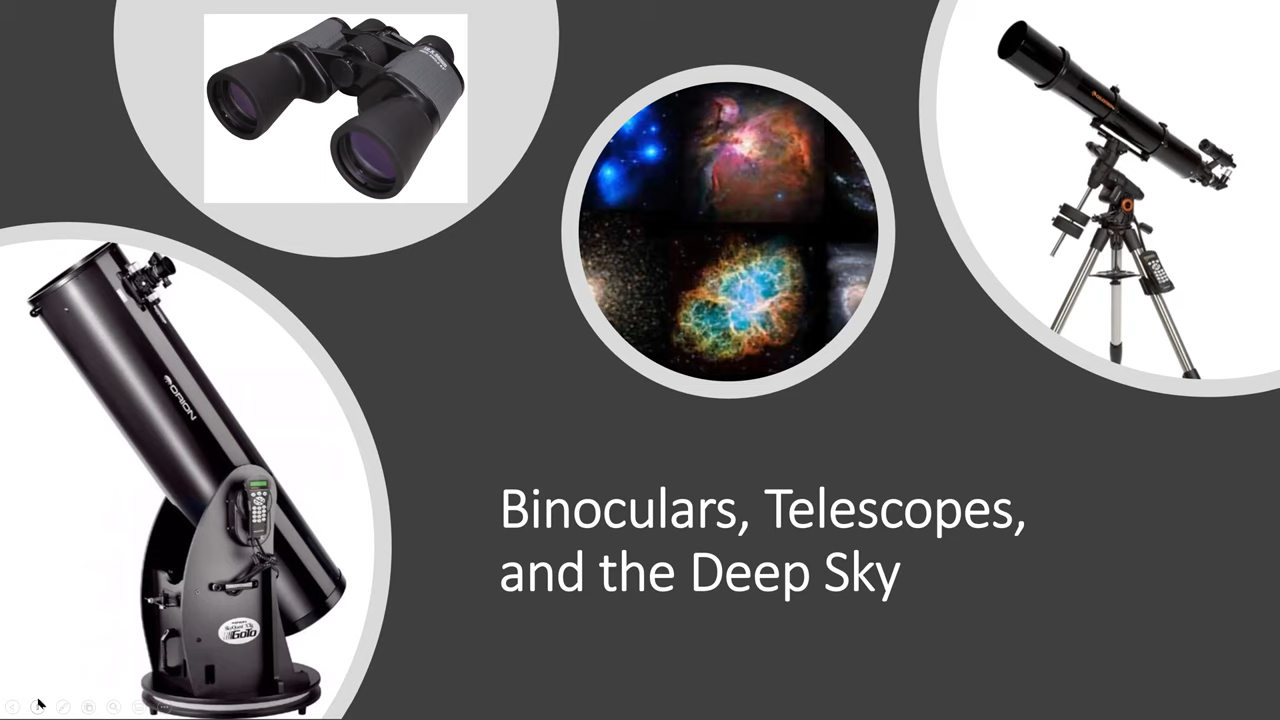 ORION
GoTo
Binoculars, Telescopes,
and the Deep Sky